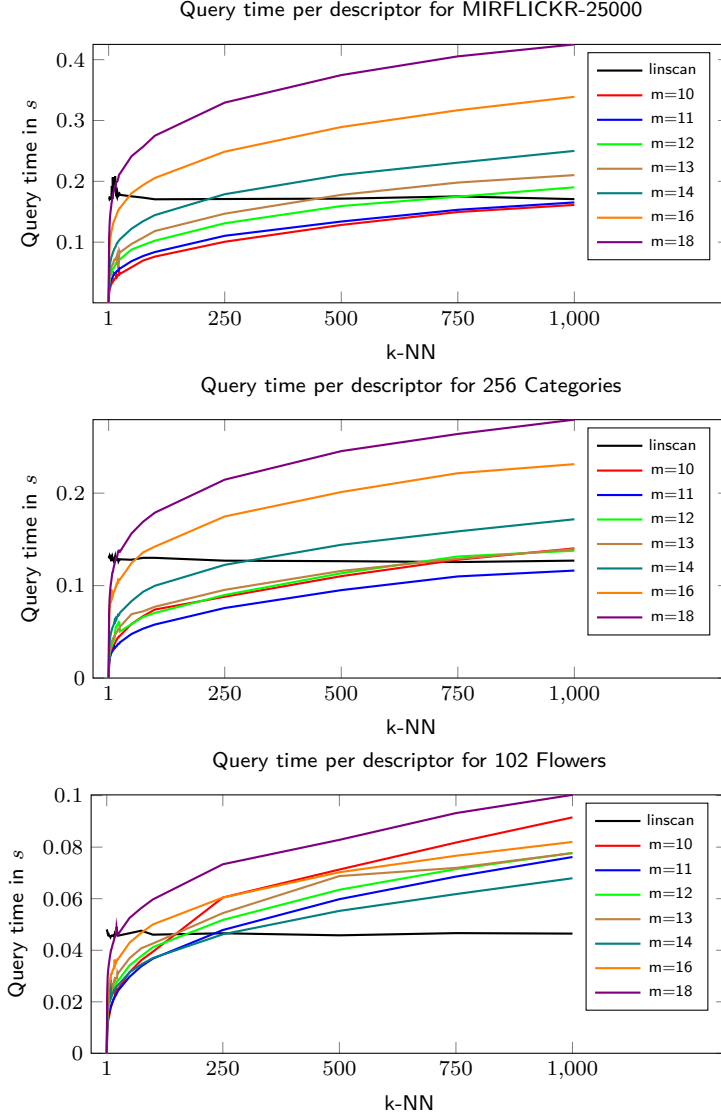 Query time per descriptor for MIRFLICKR-25000
Query time in s
0.4
0.3
0.2
0.1
linscan
m=10
m=11
m=12
m=13
m=14
m=16
m=18
1 250 500 750 1,000
k-NN
Query time per descriptor for 256 Categories
Query time in s
0.2
0.1
0
linscan
m=10
m=11
m=12
m=13
m=14
m=16
m=18
1 250 500 750 1,000
k-NN
Query time per descriptor for 102 Flowers
Query time in s
0.1
0.08
0.06
0.04
0.02
0
linscan
m=10
m=11
m=12
m=13
m=14
m=16
m=18
1 250 500 750 1,000
k-NN